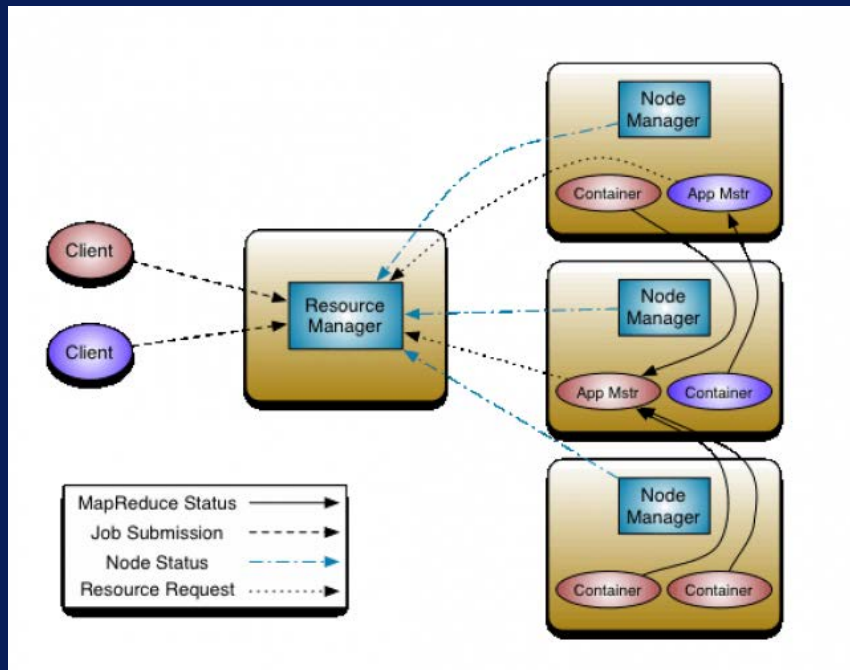 Client
Client
Resource
Manager
Node
Manager
Container
App Mstr
Node
Manager
App Mstr
Container
Node
Manager
Container
Container
MapReduce Status
Job Submission
Node Status
Resource Request